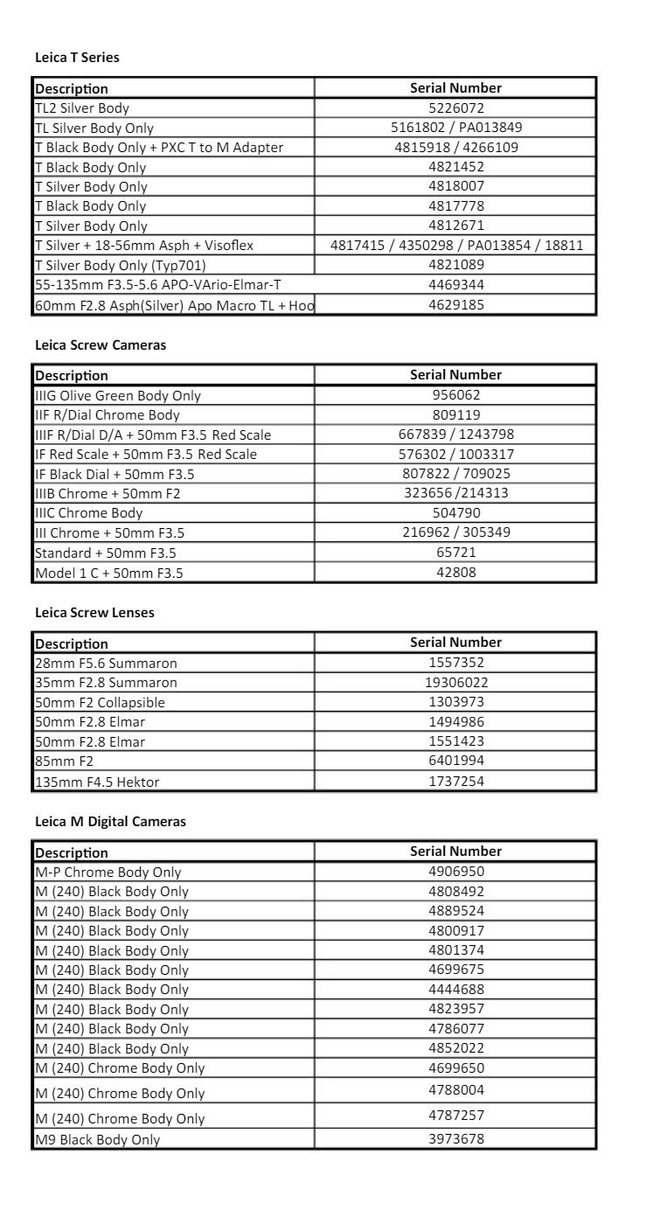 Leica T Series
Description Serial Number
TL2 Silver Body 5226072
TL Silver Body Only 5161802 / PA013849
T Black Body Only + PXC T to M Adapter 4815918 / 4266109
T Black Body Only 4821452
T Silver Body Only 4818007
T Black Body Only 4817778
T Silver Body Only 4812671
T Silver + 18-56mm Asph + Visoflex 4817415 / 4350298 / PA013854 / 18811
T Silver Body Only (Typ701) 4821089
55-135mm F3.5-5.6 APO-VArio-Elmar-T 4469344
60mm F2.8 Asph(Silver) Apo Macro TL + Hoo 4629185
Leica Screw Cameras
Description Serial Number
IIIG Olive Green Body Only 956062
IIF R/Dial Chrome Body 809119
IIIF R/Dial D/A + 50mm F3.5 Red Scale 667839 / 1243798
IF Red Scale + 50mm F3.5 Red Scale 576302 / 1003317
IF Black Dial + 50mm F3.5 807822 / 709025
IIIB Chrome + 50mm F2 323656 /214313
IIIC Chrome Body 504790
III Chrome + 50mm F3.5 216962 / 305349
Standard + 50mm F3.5 65721
Model 1 C + 50mm F3.5 42808
Leica Screw Lenses
Description Serial Number
28mm F5.6 Summaron 1557352
35mm F2.8 Summaron 19306022
50mm F2 Collapsible 1303973
50mm F2.8 Elmar 1494986
50mm F2.8 Elmar 1551423
85mm F2 6401994
135mm F4.5 Hektor 1737254
Leica M Digital Cameras
Description Serial Number
M-P Chrome Body Only 4906950
M (240) Black Body Only 4808492
M (240) Black Body Only 4889524
M (240) Black Body Only 4800917
M (240) Black Body Only 4801374
M (240) Black Body Only 4699675
M (240) Black Body Only 4444688
M (240) Black Body Only 4823957
M (240) Black Body Only 4786077
M (240) Black Body Only 4852022
M (240) Chrome Body Only 4699650
M (240) Chrome Body Only 4788004
M (240) Chrome Body Only 4787257
M9 Black Body Only 3973678